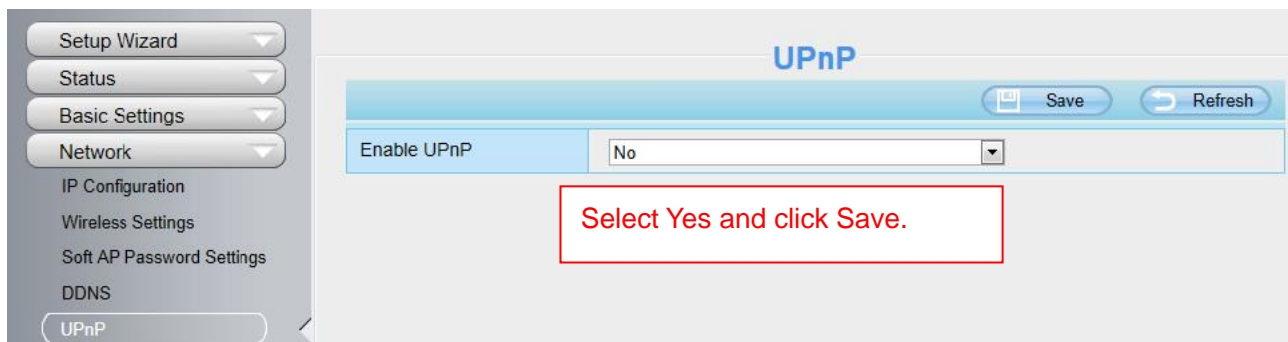 Setup Wizard
Status
Basic Settings
Network
IP Configuration
Wireless Settings
Soft AP Password Settings
DDNS
UPnP
UPnP
Save Refresh
Enable UPnP No
Select Yes and click Save.